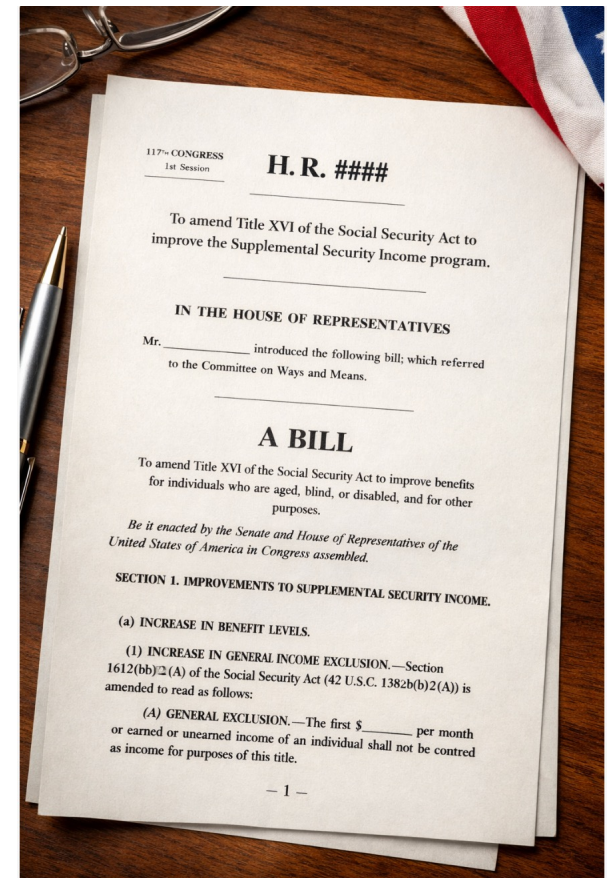 117TH CONGRESS
1st Session
H. R. ####
To amend Title XVI of the Social Security Act to
improve the Supplemental Security Income program.
IN THE HOUSE OF REPRESENTATIVES
Mr. ____________ introduced the following bill; which referred
to the Committee on Ways and Means.
A BILL
To amend Title XVI of the Social Security Act to improve benefits
for individuals who are aged, blind, or disabled, and for other
purposes.
Be it enacted by the Senate and House of Representatives of the
United States of America in Congress assembled.
SECTION 1. IMPROVEMENTS TO SUPPLEMENTAL SECURITY INCOME.
(a) INCREASE IN BENEFIT LEVELS.
(1) INCREASE IN GENERAL INCOME EXCLUSION.—Section
of the Social Security Act (42 U.S.C. 1382b(b)2(A)) is
amended to read as follows:
(A) GENERAL EXCLUSION.—The first $_______ per month
or earned or unearned income of an individual shall not be contred
as income for purposes of this title.
– 1 –